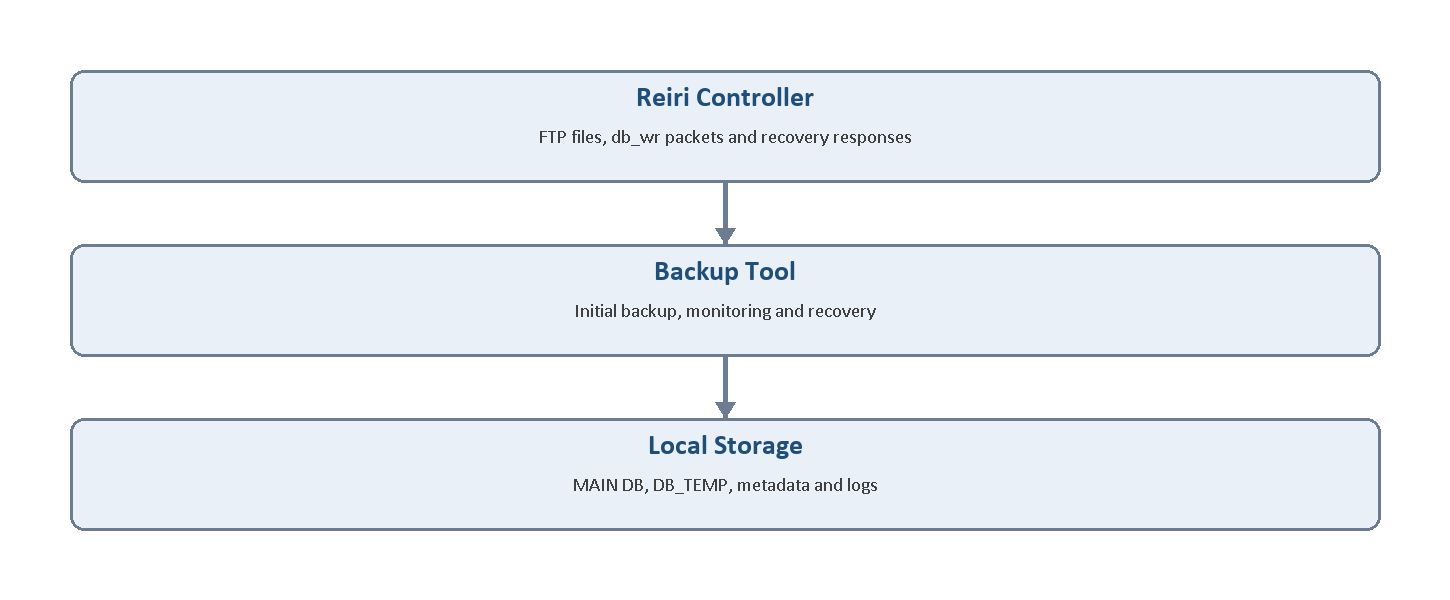 Reiri Controller
FTP files, db_wr packets and recovery responses
Backup Tool
Initial backup, monitoring and recovery
Local Storage
MAIN DB, DB_TEMP, metadata and logs